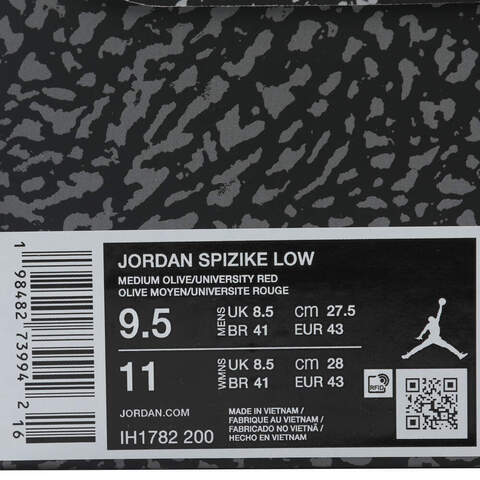 JORDAN SPIZIKE LOW
MEDIUM OLIVE/UNIVERSITY RED
OLIVE MOYEN/UNIVERSITE ROUGE
9.5 MENS UK 8.5 CM 27.5
BR 41 EUR 43
11 WMNS UK 8.5 CM 28
BR 41 EUR 43
RFID
JORDAN.COM
IH1782 200
MADE IN VIETNAM /
FABRIQUE AU VIETNAM /
FABRICADO NO VIETNÃ /
HECHO EN VIETNAM
1 98482 73994 2 16